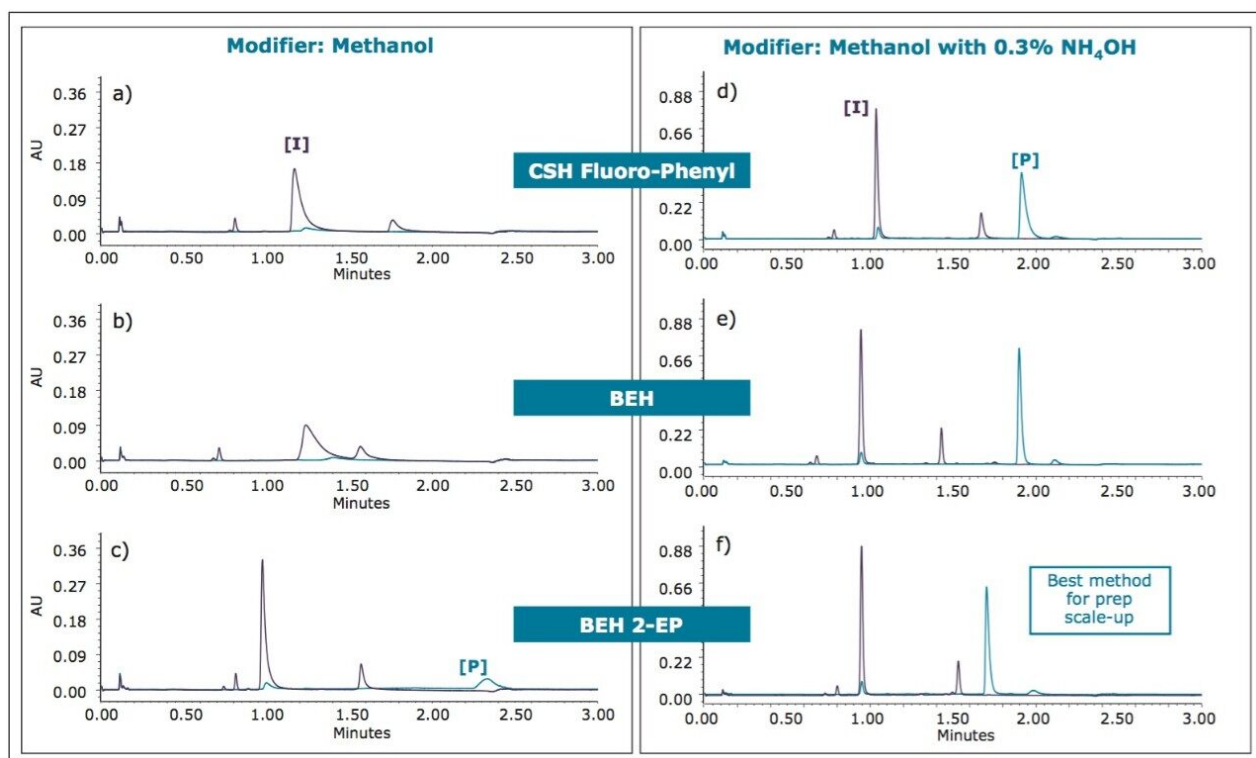 Modifier: Methanol
a)
0.36
0.27
0.18
0.09
0.00
AU
[I]
0.00 0.50 1.00 1.50 2.00 2.50 3.00
Minutes
b)
0.36
0.27
0.18
0.09
0.00
AU
0.00 0.50 1.00 1.50 2.00 2.50 3.00
Minutes
c)
0.36
0.27
0.18
0.09
0.00
AU
[P]
0.00 0.50 1.00 1.50 2.00 2.50 3.00
Minutes
CSH Fluoro-Phenyl
BEH
BEH 2-EP
Modifier: Methanol with 0.3% NH₄OH
d)
0.88
0.66
0.22
0.00
[I]
[P]
0.00 0.50 1.00 1.50 2.00 2.50 3.00
e)
0.88
0.66
0.22
0.00
0.00 0.50 1.00 1.50 2.00 2.50 3.00
f)
0.88
0.66
0.22
0.00
Best method
for prep
scale-up
0.00 0.50 1.00 1.50 2.00 2.50 3.00
Minutes